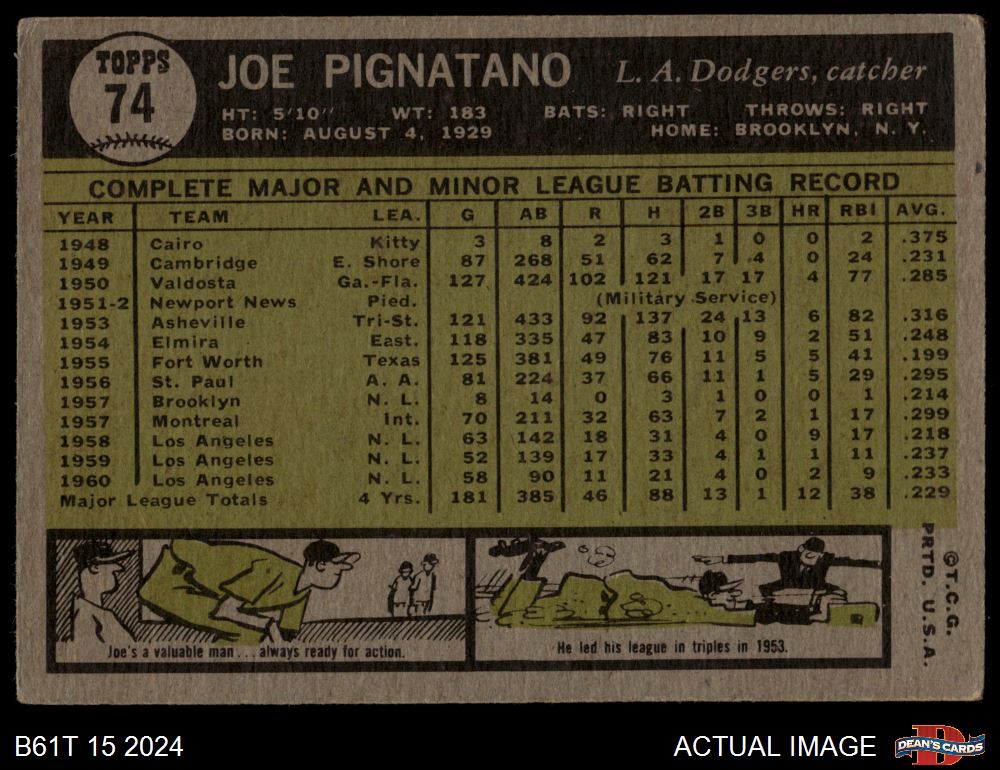 TOPPS
74
JOE PIGNATANO L. A. Dodgers, catcher
HT: 5'10" WT: 183 BATS: RIGHT THROWS: RIGHT
BORN: AUGUST 4, 1929 HOME: BROOKLYN, N. Y.
COMPLETE MAJOR AND MINOR LEAGUE BATTING RECORD
YEAR TEAM LEA. G AB R H 2B 3B HR RBI AVG.
1948 Cairo Kitty 3 8 2 3 1 0 0 2 .375
1949 Cambridge E. Shore 87 268 51 62 7 4 0 24 .231
1950 Valdosta Ga.-Fla. 127 424 102 121 17 17 4 77 .285
1951-2 Newport News Pied. (Military Service)
1953 Asheville Tri-St. 121 433 92 137 24 13 6 82 .316
1954 Elmira East. 118 335 47 83 10 9 2 51 .248
1955 Fort Worth Texas 125 381 49 76 11 5 5 41 .199
1956 St. Paul A. A. 81 224 37 66 11 1 5 29 .295
1957 Brooklyn N. L. 8 14 0 3 1 0 0 1 .214
1957 Montreal Int. 70 211 32 63 7 2 1 17 .299
1958 Los Angeles N. L. 63 142 18 31 4 0 9 17 .218
1959 Los Angeles N. L. 52 139 17 33 4 1 1 11 .237
1960 Los Angeles N. L. 58 90 11 21 4 0 2 9 .233
Major League Totals 4 Yrs. 181 385 46 88 13 1 12 38 .229
Joe's a valuable man...always ready for action.
He led his league in triples in 1953.
©T.C.G.
PRTD. U.S.A.
B61T 15 2024
ACTUAL IMAGE
DEAN'S CARDS